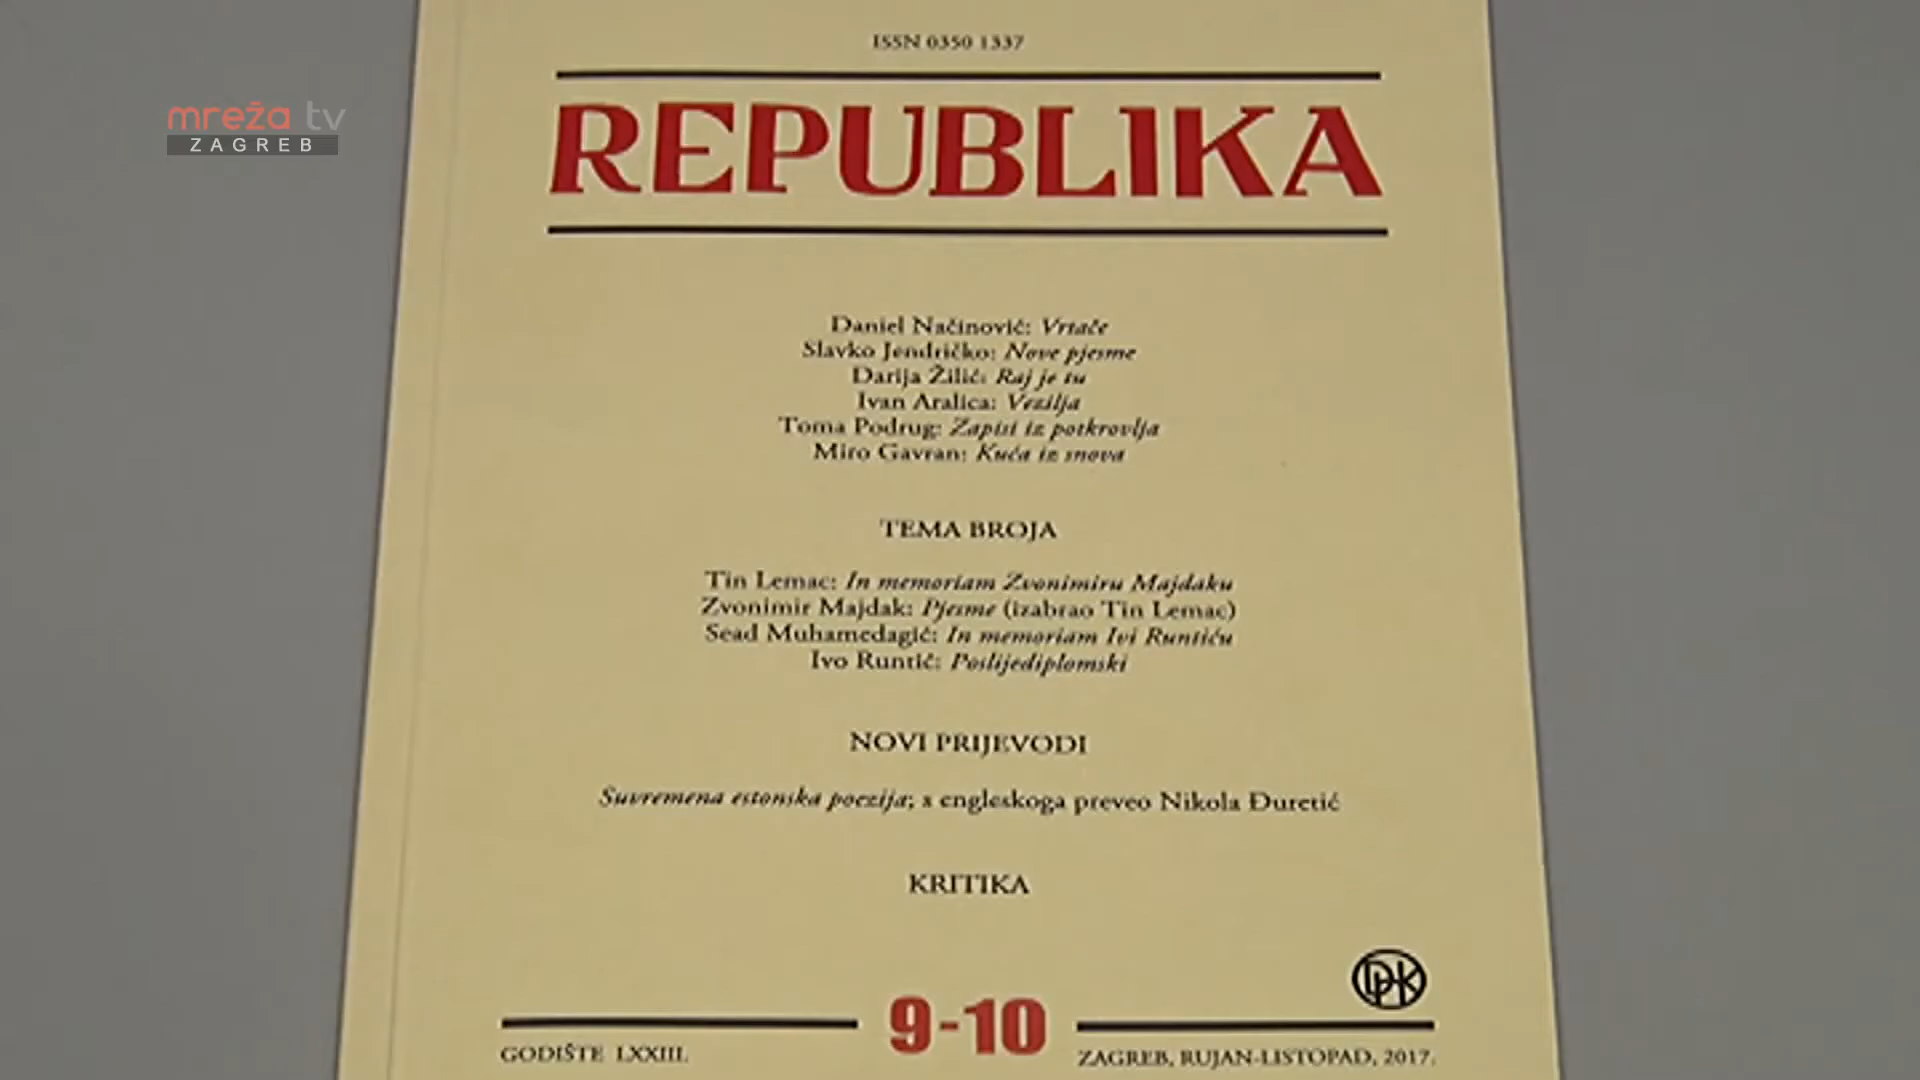 mreža tv
ZAGREB
ISSN 0350 1337
REPUBLIKA
Daniel Načinović: Vrtače
Slavko Jendričko: Nove pjesme
Darija Žilić: Raj je tu
Ivan Aralica: Vezilja
Toma Podrug: Zapisi iz potkrovlja
Miro Gavran: Kuća iz snova
TEMA BROJA
Tin Lemac: In memoriam Zvonimiru Majdaku
Zvonimir Majdak: Pjesme (izabrao Tin Lemac)
Sead Muhamedagić: In memoriam Ivi Runtiću
Ivo Runtić: Poslijediplomski
NOVI PRIJEVODI
Suvremena estonska poezija; s engleskoga preveo Nikola Đuretić
KRITIKA
DHK
9-10
GODIŠTE LXXIII.
ZAGREB, RUJAN-LISTOPAD, 2017.